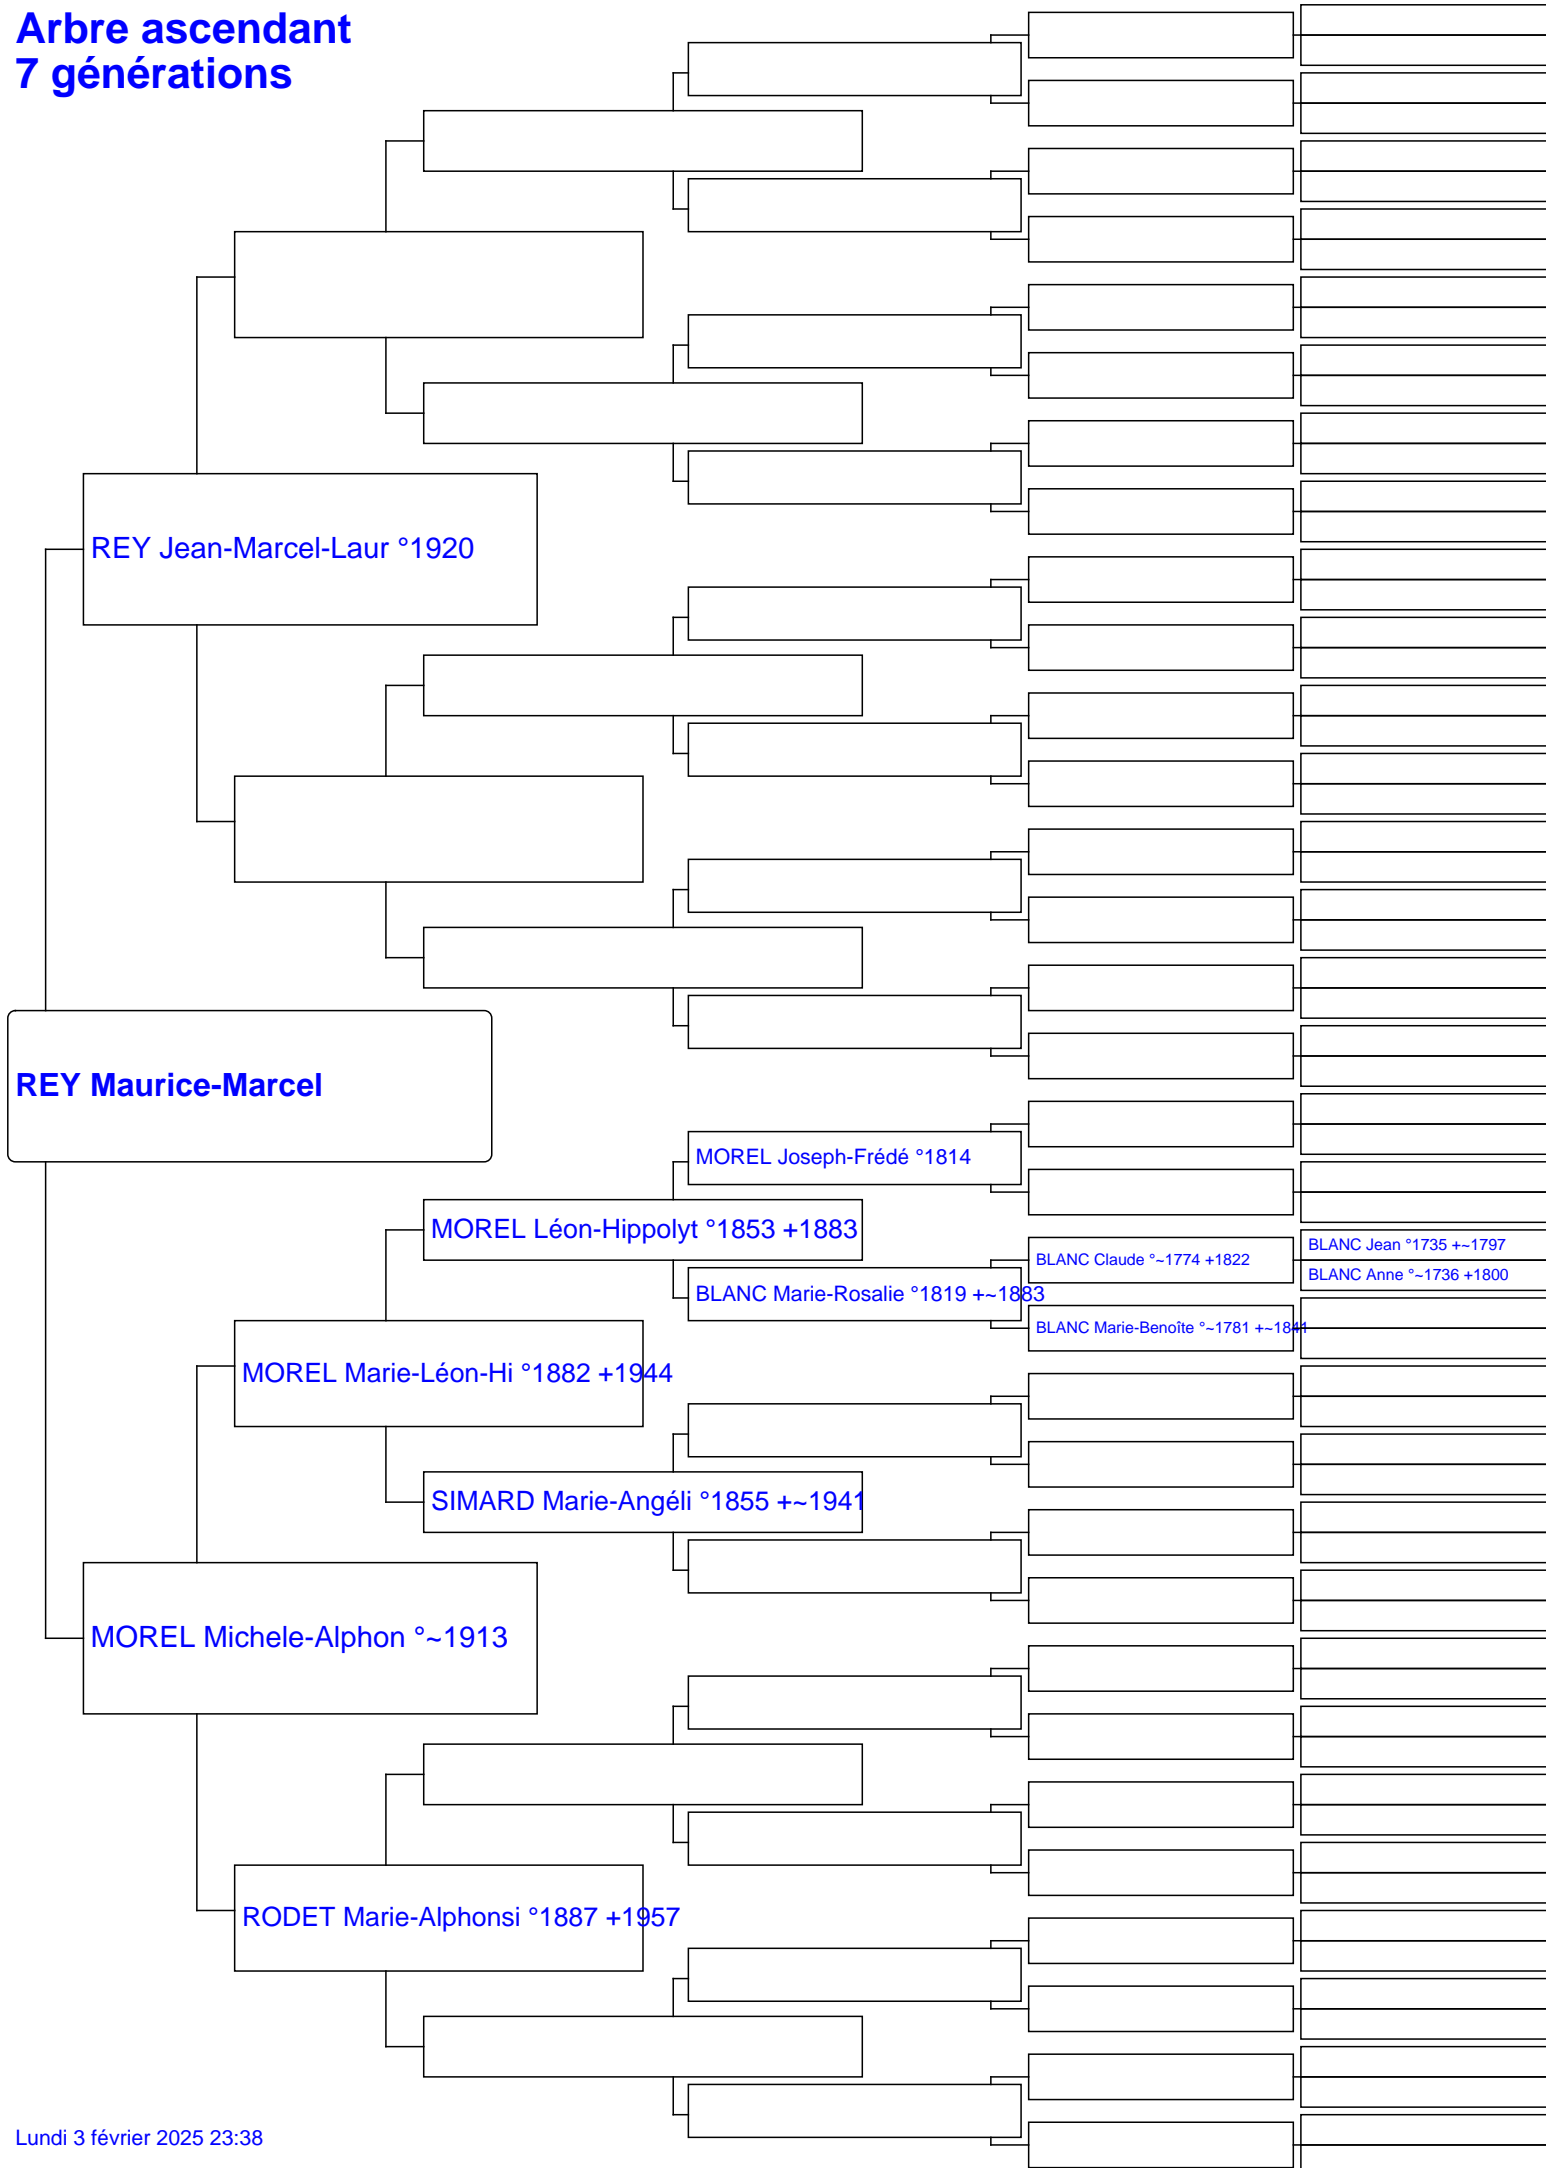 Arbre ascendant
7 générations
REY Jean-Marcel-Laur °1920
REY Maurice-Marcel
MOREL Joseph-Frédé °1814
MOREL Léon-Hippolyt °1853 +1883
BLANC Jean °1735 +~1797
BLANC Claude °~1774 +1822
BLANC Anne °~1736 +1800
BLANC Marie-Rosalie °1819 +~1883
BLANC Marie-Benoîte °~1781 +~1841
MOREL Marie-Léon-Hi °1882 +1944
SIMARD Marie-Angéli °1855 +~1941
MOREL Michele-Alphon °~1913
RODET Marie-Alphonsi °1887 +1957
Lundi 3 février 2025 23:38